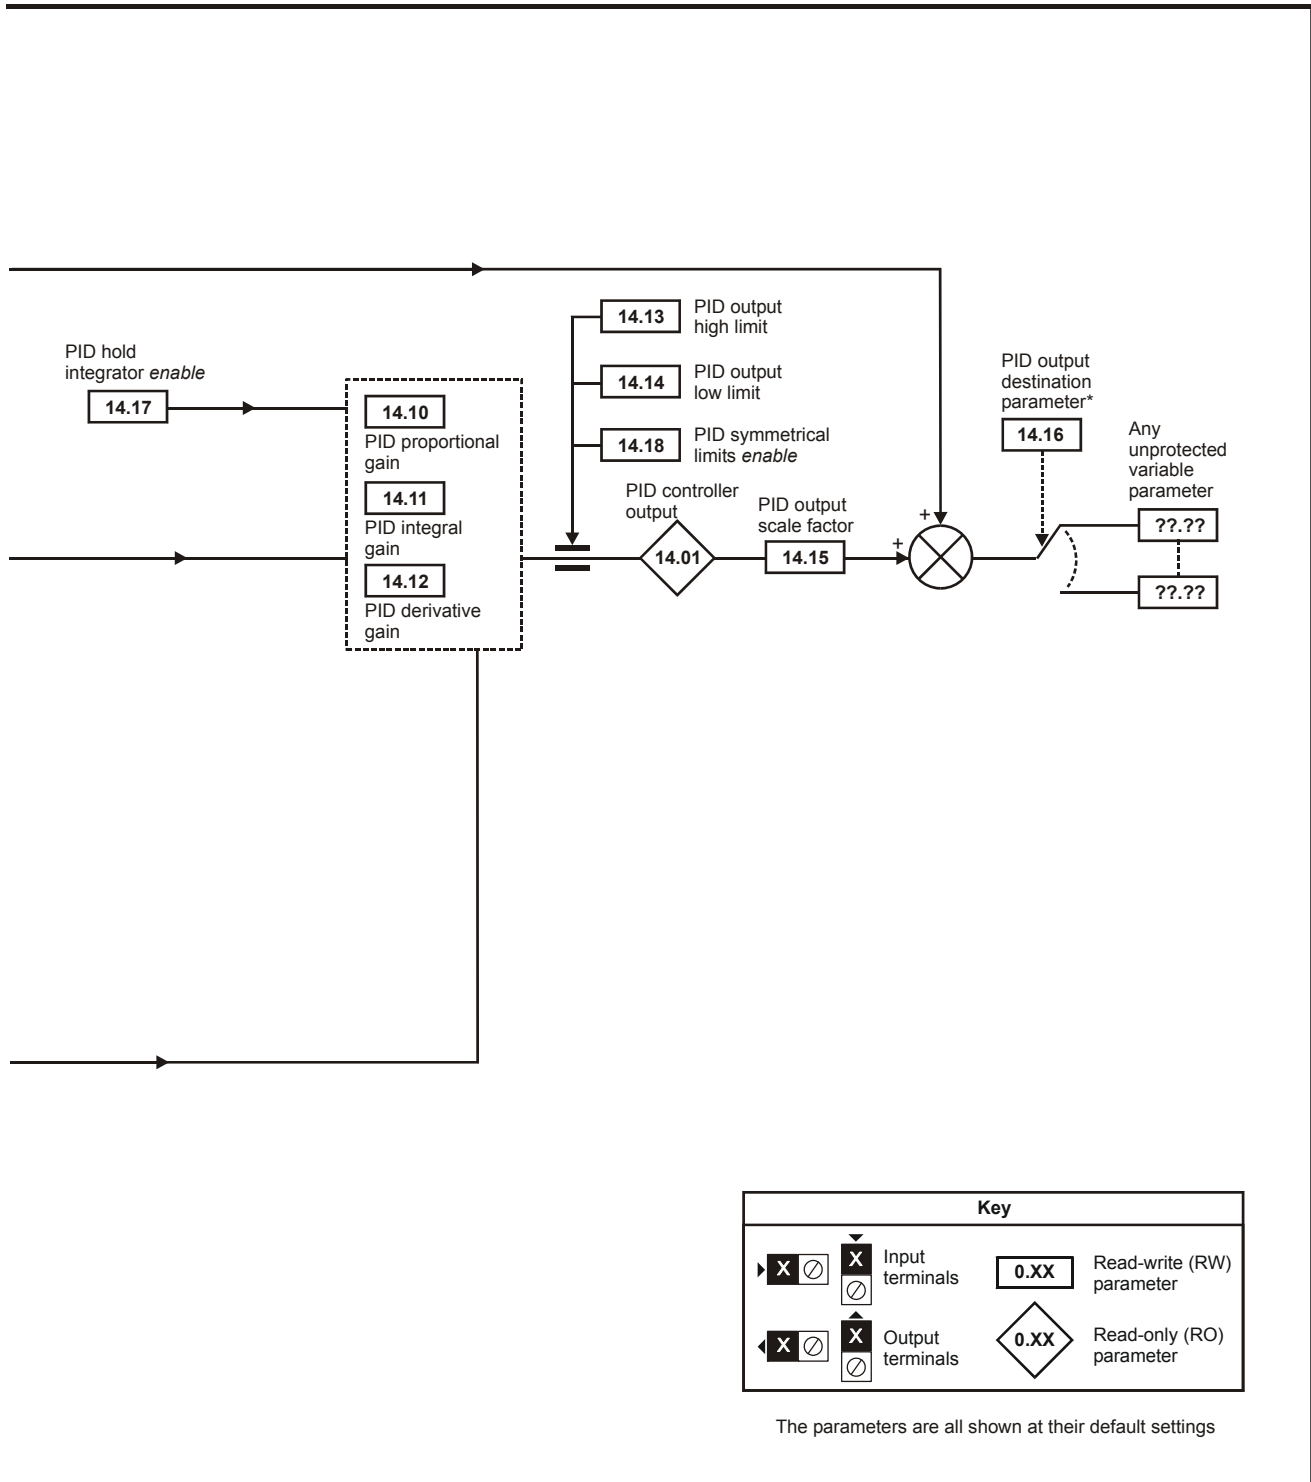 PID hold
integrator enable
14.17
14.10
PID proportional
gain
14.11
PID integral
gain
14.12
PID derivative
gain
14.13
PID output
high limit
14.14
PID output
low limit
14.18
PID symmetrical
limits enable
PID controller
output
14.01
PID output
scale factor
14.15
+
+
PID output
destination
parameter*
14.16
Any
unprotected
variable
parameter
??.??
??.??
Key
X
X
Input
terminals
0.XX
Read-write (RW)
parameter
X
X
Output
terminals
0.XX
Read-only (RO)
parameter
The parameters are all shown at their default settings